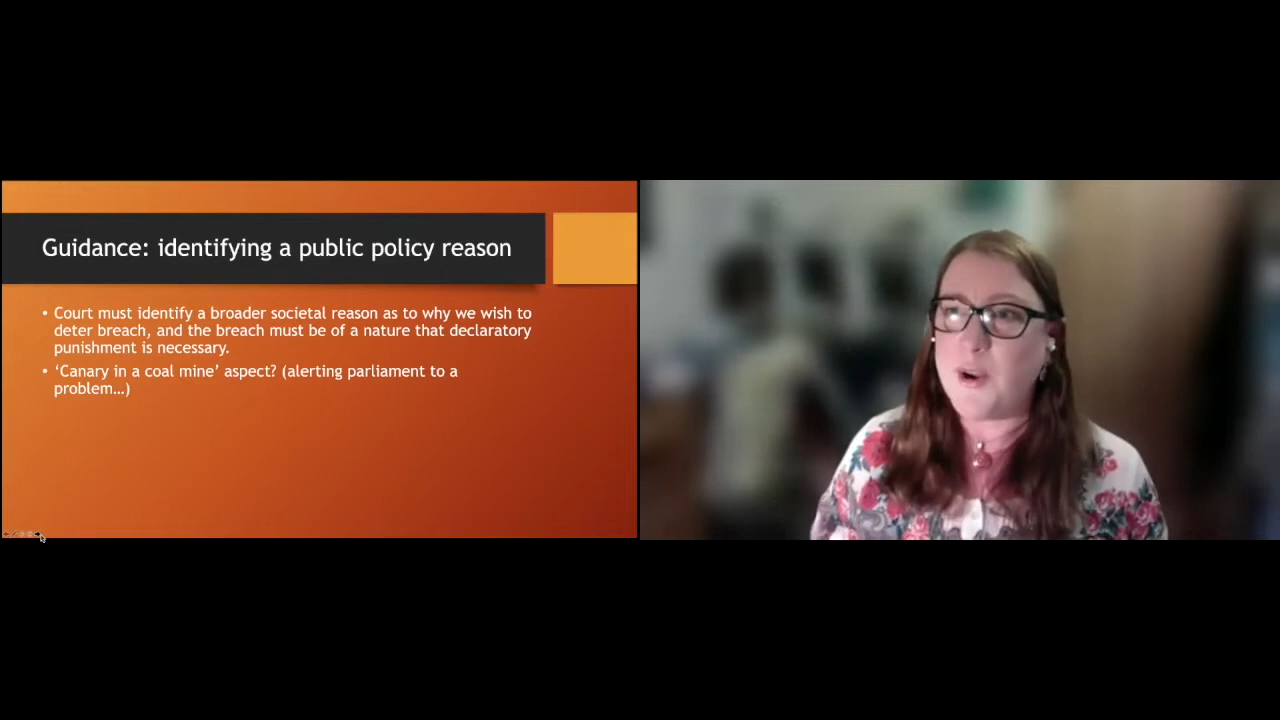 Guidance: identifying a public policy reason
• Court must identify a broader societal reason as to why we wish to
deter breach, and the breach must be of a nature that declaratory
punishment is necessary.
• ‘Canary in a coal mine’ aspect? (alerting parliament to a
problem…)